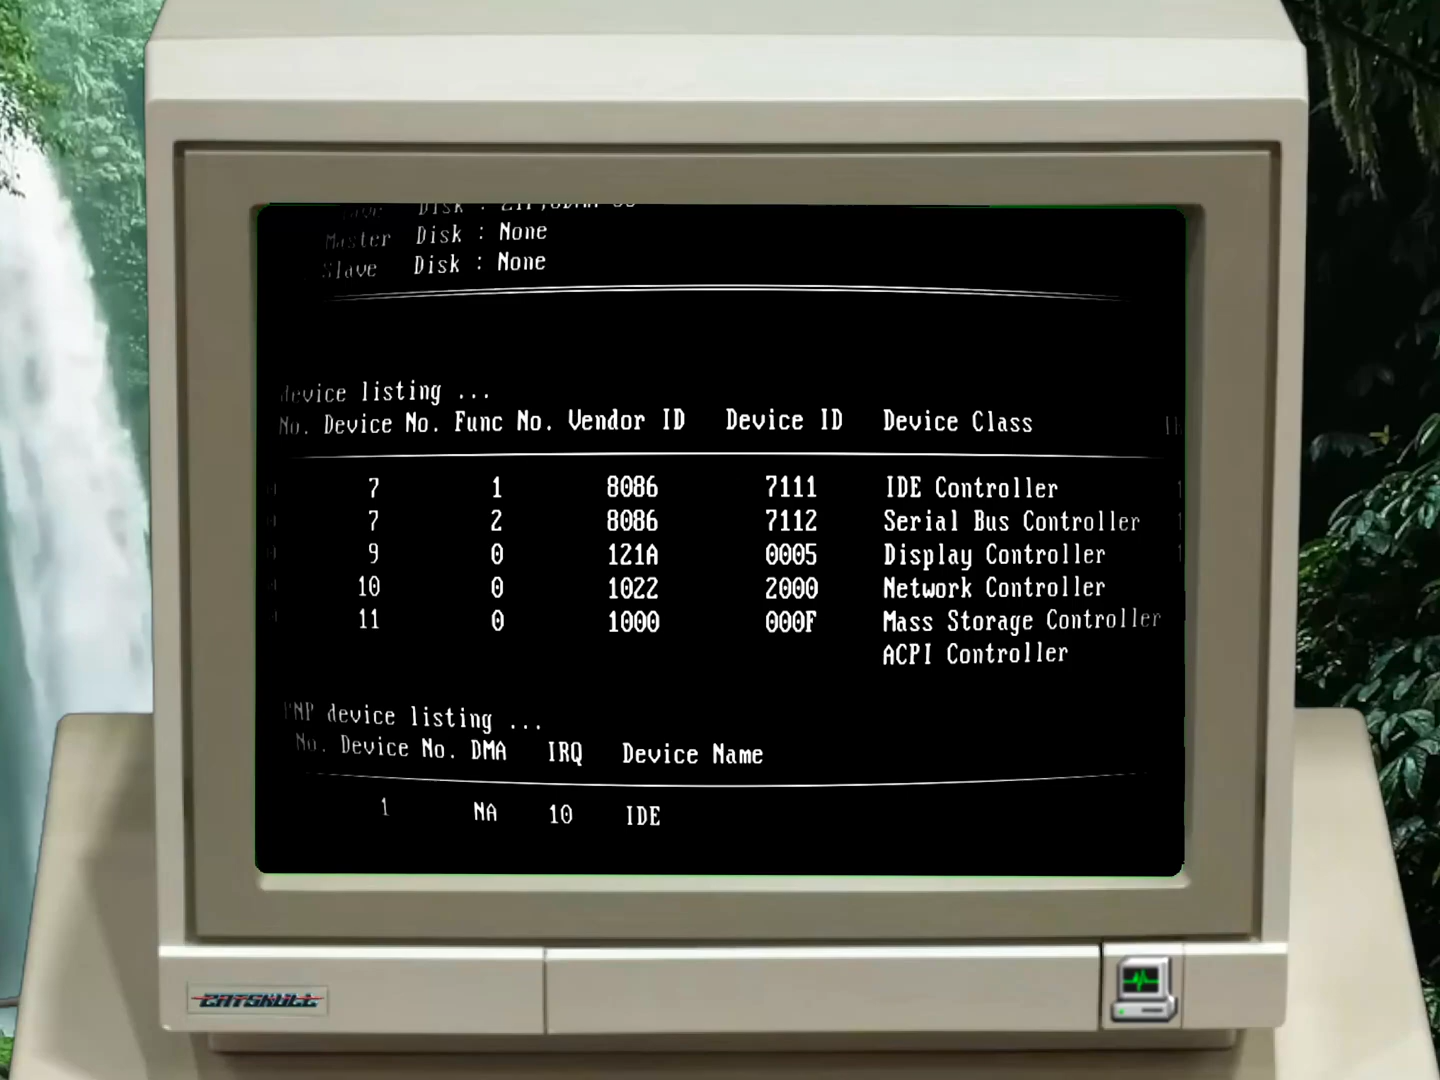 Slave Disk :
Master Disk : None
Slave Disk : None
device listing ...
No. Device No. Func No. Vendor ID Device ID Device Class
7 1 8086 7111 IDE Controller
7 2 8086 7112 Serial Bus Controller
9 0 121A 0005 Display Controller
10 0 1022 2000 Network Controller
11 0 1000 000F Mass Storage Controller
ACPI Controller
PNP device listing ...
No. Device No. DMA IRQ Device Name
1 NA 10 IDE
CATSKULL